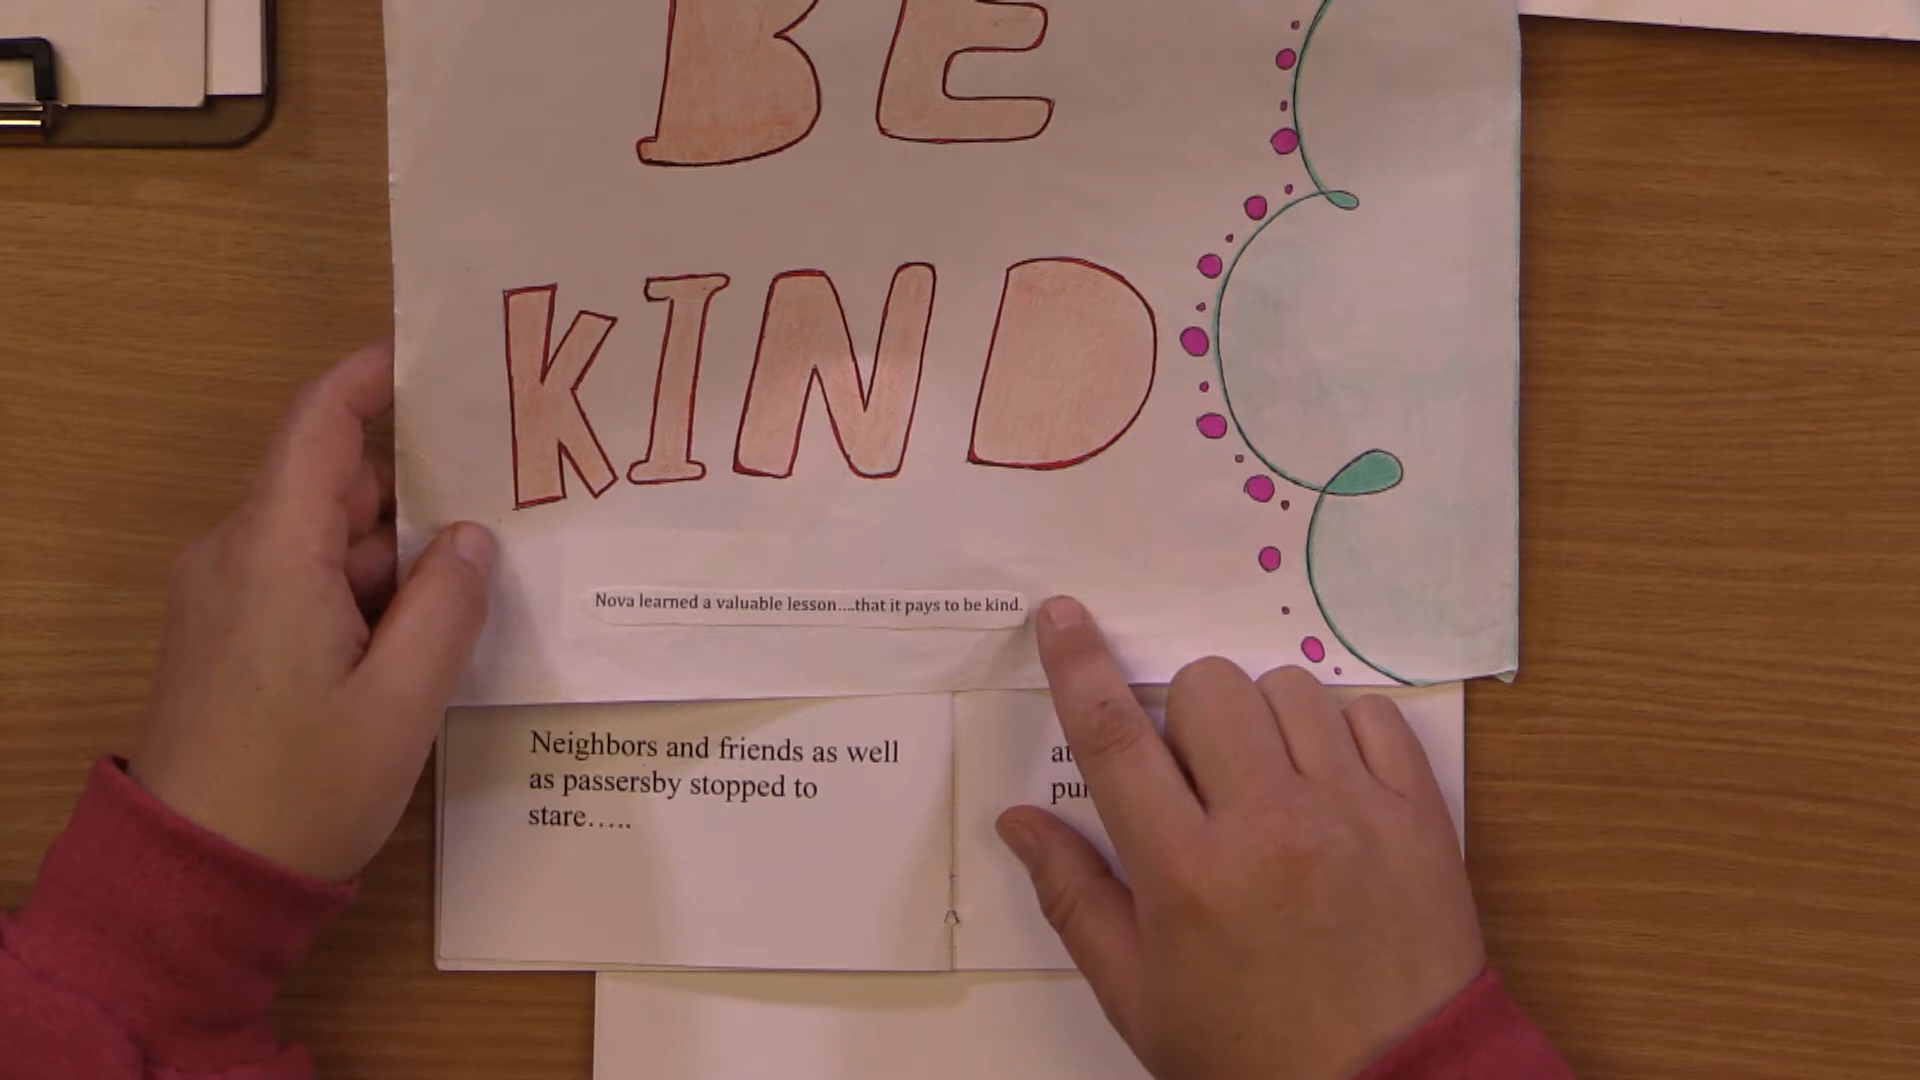 BE
KIND
Nova learned a valuable lesson....that it pays to be kind.
Neighbors and friends as well
as passersby stopped to
stare.....
at